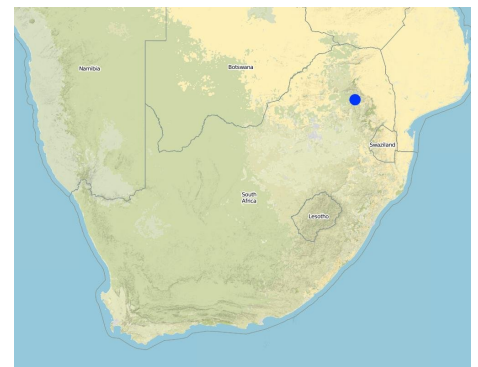 Namibia
Botswana
Swaziland
South
Africa
Lesotho